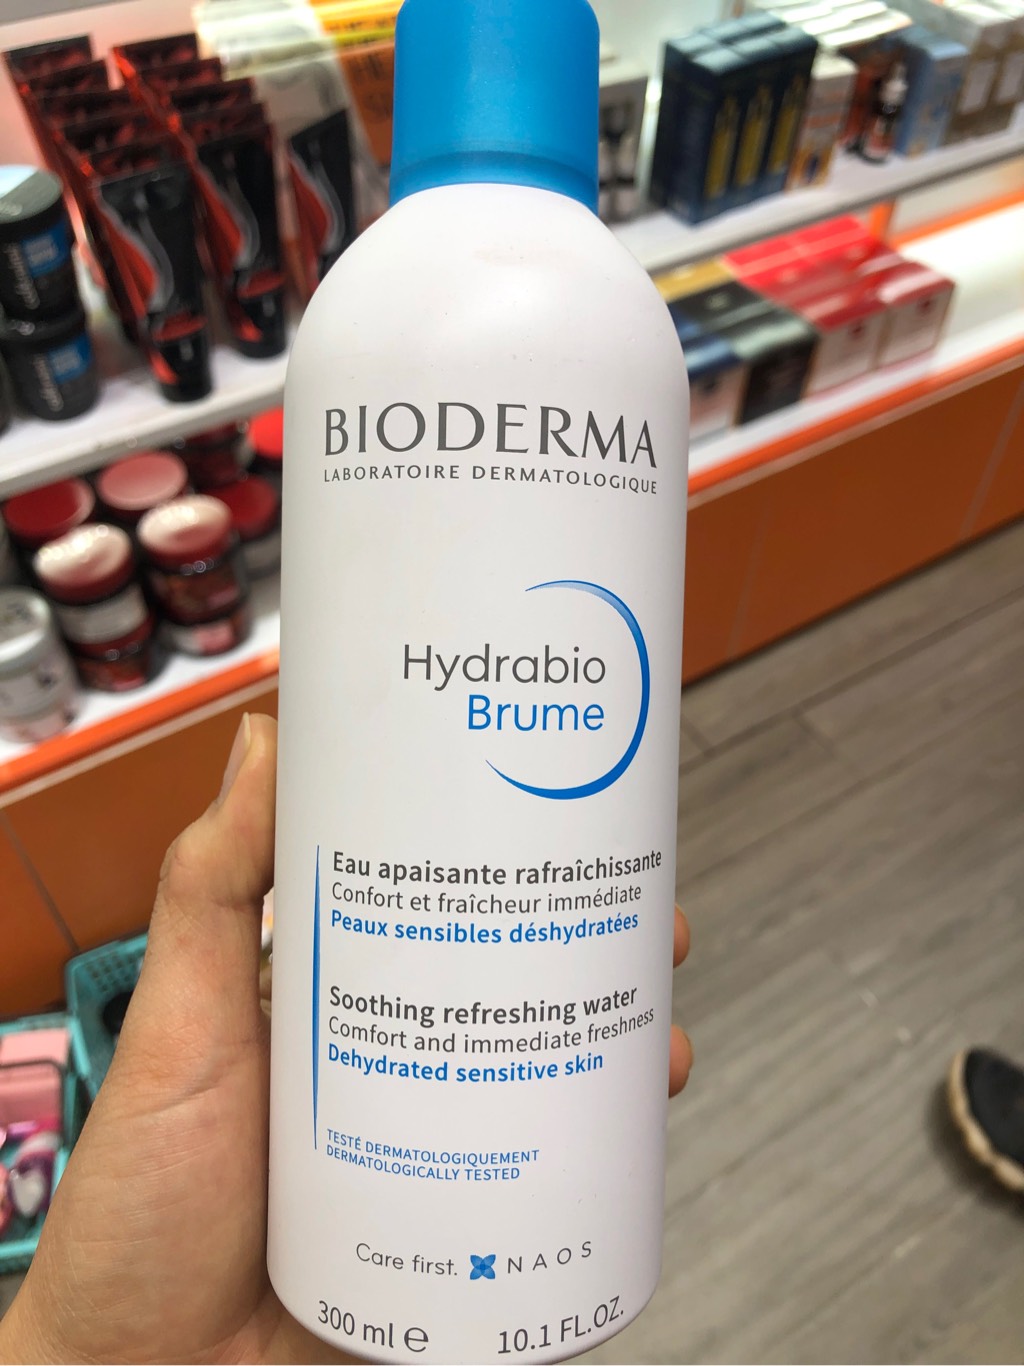 BIODERMA
LABORATOIRE DERMATOLOGIQUE
Hydrabio
Brume
Eau apaisante rafraîchissante
Confort et fraîcheur immédiate
Peaux sensibles déshydratées
Soothing refreshing water
Comfort and immediate freshness
Dehydrated sensitive skin
TESTÉ DERMATOLOGIQUEMENT
DERMATOLOGICALLY TESTED
Care first. NAOS
300 ml e 10.1 FL.OZ.